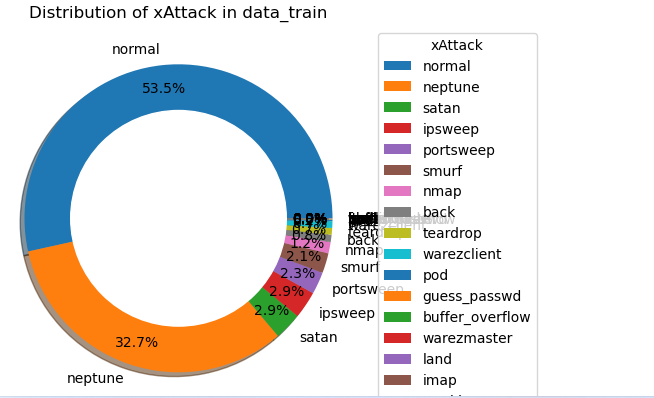 Distribution of xAttack in data_train
normal
53.5%
neptune
32.7%
satan
2.9%
ipsweep
2.9%
portsweep
2.3%
smurf
2.1%
nmap
1.2%
back
xAttack
normal
neptune
satan
ipsweep
portsweep
smurf
nmap
back
teardrop
warezclient
pod
guess_passwd
buffer_overflow
warezmaster
land
imap